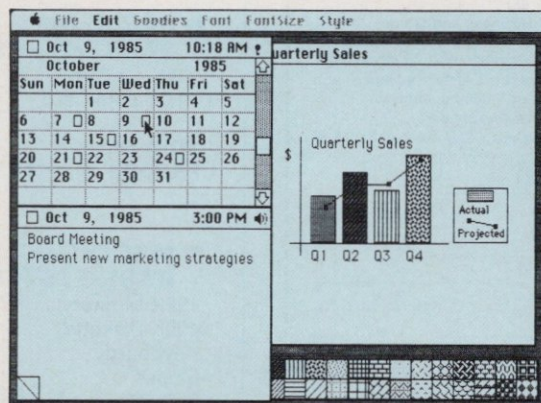 File Edit Goodies Font FontSize Style
Oct 9, 1985 10:18 AM
October 1985
Sun Mon Tue Wed Thu Fri Sat
1 2 3 4 5
6 7 8 9 10 11 12
13 14 15 16 17 18 19
20 21 22 23 24 25 26
27 28 29 30 31
Oct 9, 1985 3:00 PM
Board Meeting
Present new marketing strategies
uarterly Sales
Quarterly Sales
$
Q1 Q2 Q3 Q4
Actual
Projected